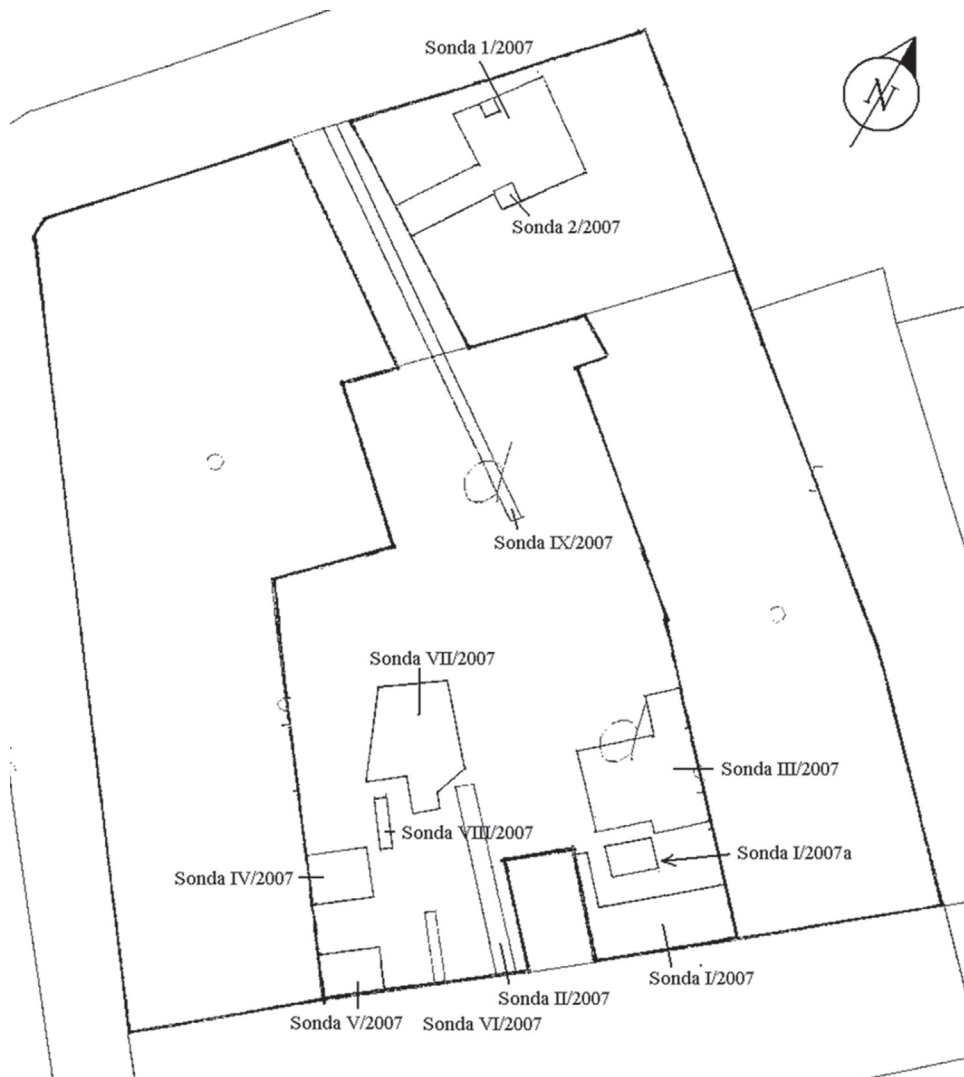 Sonda 1/2007
N
Sonda 2/2007
Sonda IX/2007
Sonda VII/2007
Sonda III/2007
Sonda VIII/2007
Sonda I/2007a
Sonda IV/2007
Sonda I/2007
Sonda II/2007
Sonda V/2007
Sonda VI/2007